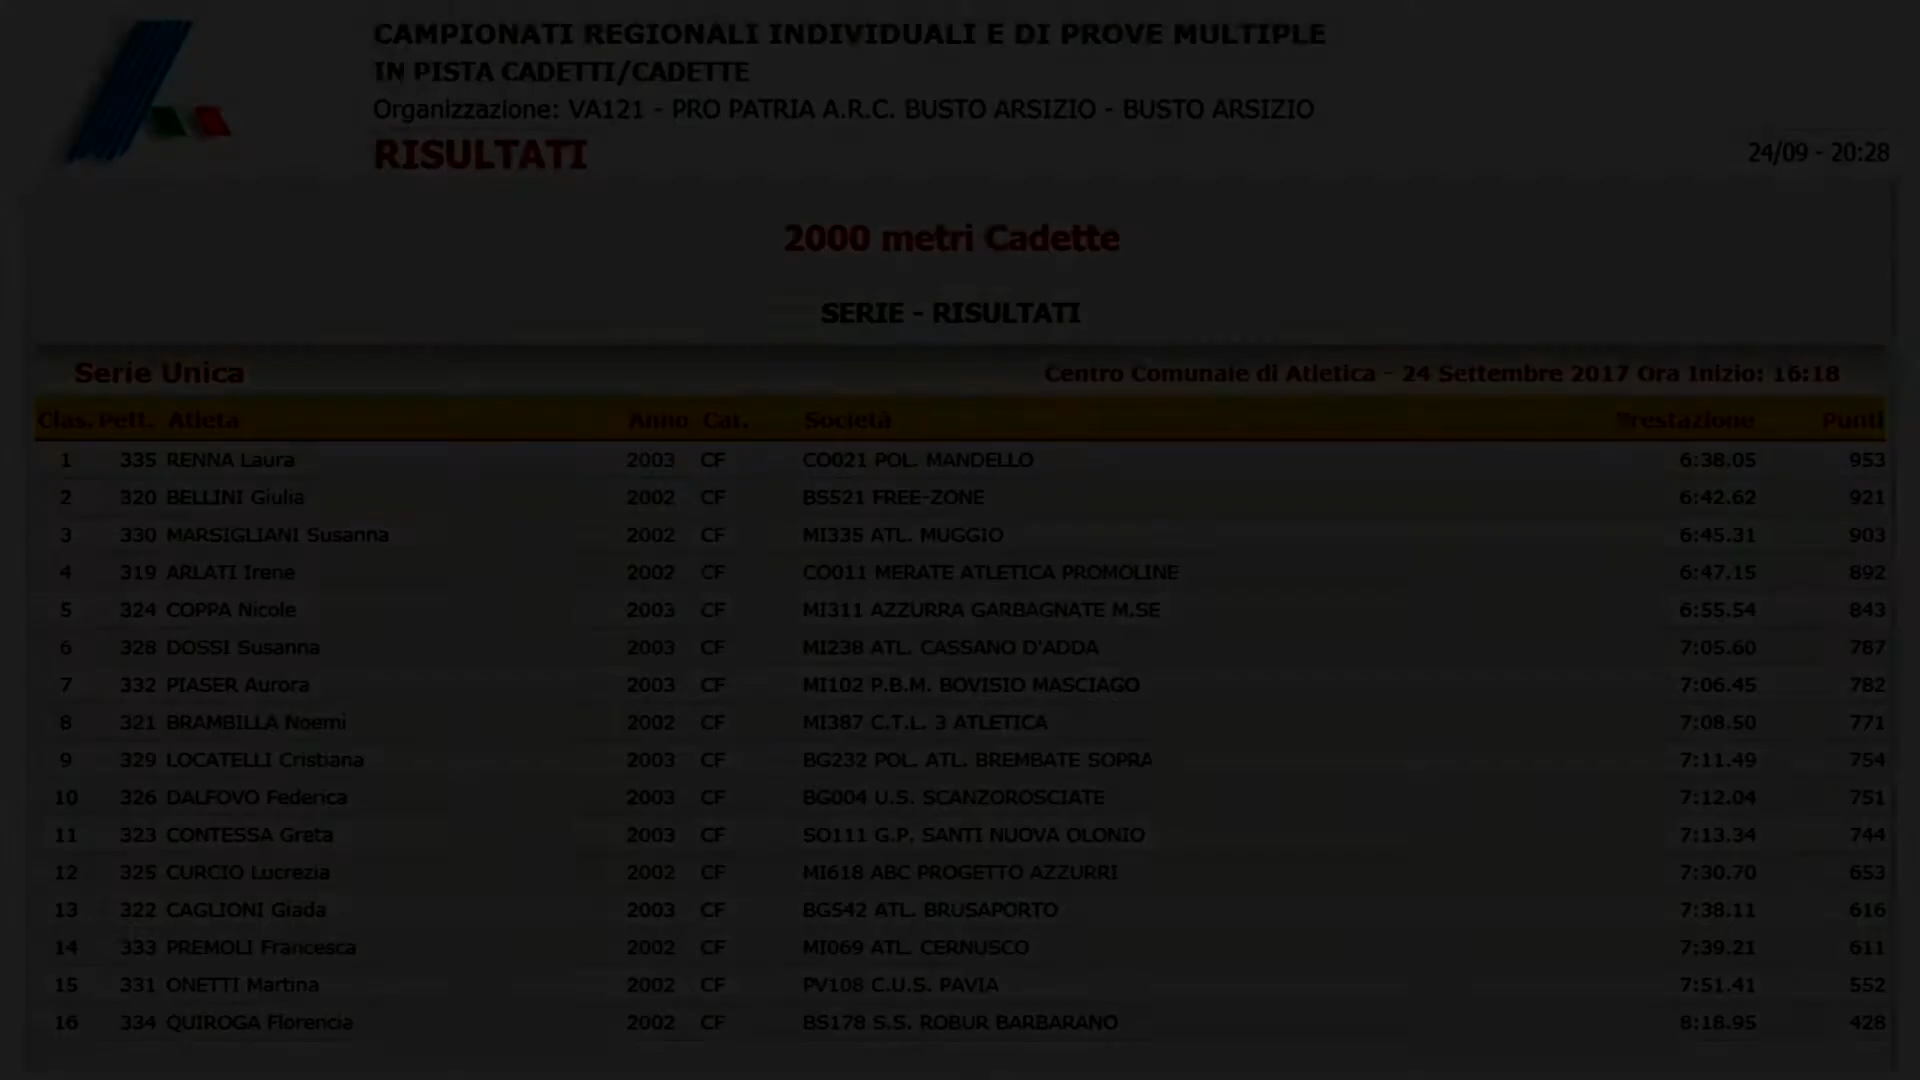 CAMPIONATI REGIONALI INDIVIDUALI E DI PROVE MULTIPLE
IN PISTA CADETTI/CADETTE
Organizzazione: VA121 - PRO PATRIA A.R.C. BUSTO ARSIZIO - BUSTO ARSIZIO
RISULTATI 24/09 - 20:28
2000 metri Cadette
SERIE - RISULTATI
Serie Unica Centro Comunale di Atletica - 24 Settembre 2017 Ora Inizio: 16:18
Clas. Pett. Atleta Anno Cat. Società Prestazione Punti
1 335 RENNA Laura 2003 CF CO021 POL. MANDELLO 6:38.05 953
2 320 BELLINI Giulia 2002 CF BS521 FREE-ZONE 6:42.62 921
3 330 MARSIGLIANI Susanna 2002 CF MI335 ATL. MUGGIO 6:45.31 903
4 319 ARLATI Irene 2002 CF CO011 MERATE ATLETICA PROMOLINE 6:47.15 892
5 324 COPPA Nicole 2003 CF MI311 AZZURRA GARBAGNATE M.SE 6:55.54 843
6 328 DOSSI Susanna 2003 CF MI238 ATL. CASSANO D'ADDA 7:05.60 787
7 332 PIASER Aurora 2003 CF MI102 P.B.M. BOVISIO MASCIAGO 7:06.45 782
8 321 BRAMBILLA Noemi 2002 CF MI387 C.T.L. 3 ATLETICA 7:08.50 771
9 329 LOCATELLI Cristiana 2003 CF BG232 POL. ATL. BREMBATE SOPRA 7:11.49 754
10 326 DALFOVO Federica 2003 CF BG004 U.S. SCANZOROSCIATE 7:12.04 751
11 323 CONTESSA Greta 2003 CF SO111 G.P. SANTI NUOVA OLONIO 7:13.34 744
12 325 CURCIO Lucrezia 2002 CF MI618 ABC PROGETTO AZZURRI 7:30.70 653
13 322 CAGLIONI Giada 2003 CF BG542 ATL. BRUSAPORTO 7:38.11 616
14 333 PREMOLI Francesca 2002 CF MI069 ATL. CERNUSCO 7:39.21 611
15 331 ONETTI Martina 2002 CF PV108 C.U.S. PAVIA 7:51.41 552
16 334 QUIROGA Florencia 2002 CF BS178 S.S. ROBUR BARBARANO 8:18.95 428